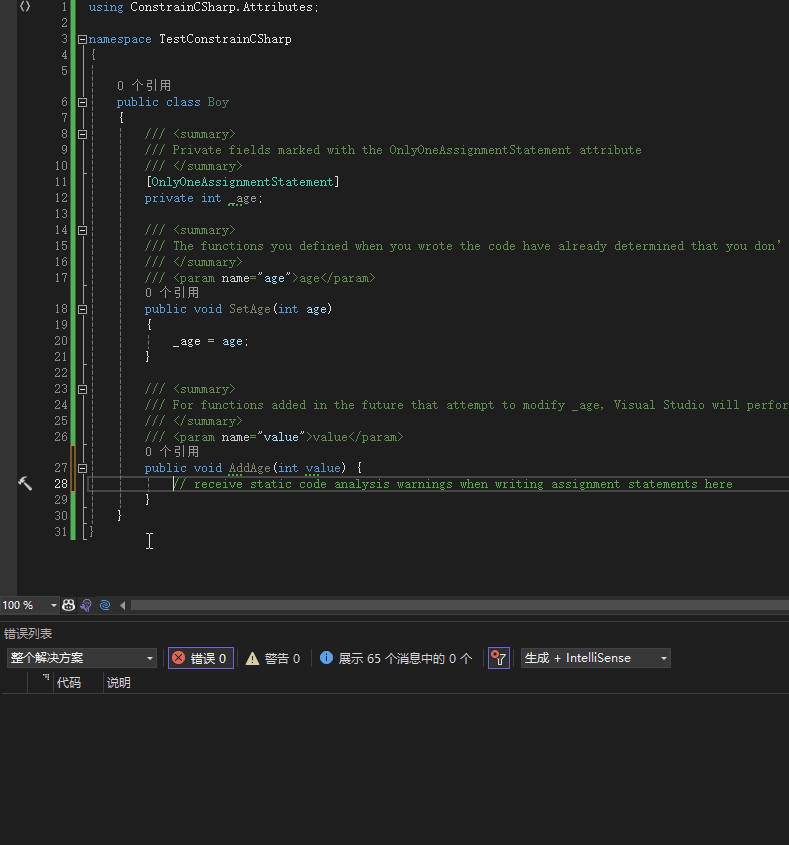 1 using ConstrainCSharp.Attributes;
2
3 namespace TestConstrainCSharp
4 {
5
0 个引用
6 public class Boy
7 {
8 /// <summary>
9 /// Private fields marked with the OnlyOneAssignmentStatement attribute
10 /// </summary>
11 [OnlyOneAssignmentStatement]
12 private int _age;
13
14 /// <summary>
15 /// The functions you defined when you wrote the code have already determined that you don'
16 /// </summary>
17 /// <param name="age">age</param>
0 个引用
18 public void SetAge(int age)
19 {
20 _age = age;
21 }
22
23 /// <summary>
24 /// For functions added in the future that attempt to modify _age, Visual Studio will perfor
25 /// </summary>
26 /// <param name="value">value</param>
0 个引用
27 public void AddAge(int value) {
28 // receive static code analysis warnings when writing assignment statements here
29 }
30 }
31 }
100 %
错误列表
整个解决方案 错误 0 警告 0 展示 65 个消息中的 0 个 生成 + IntelliSense
代码 说明